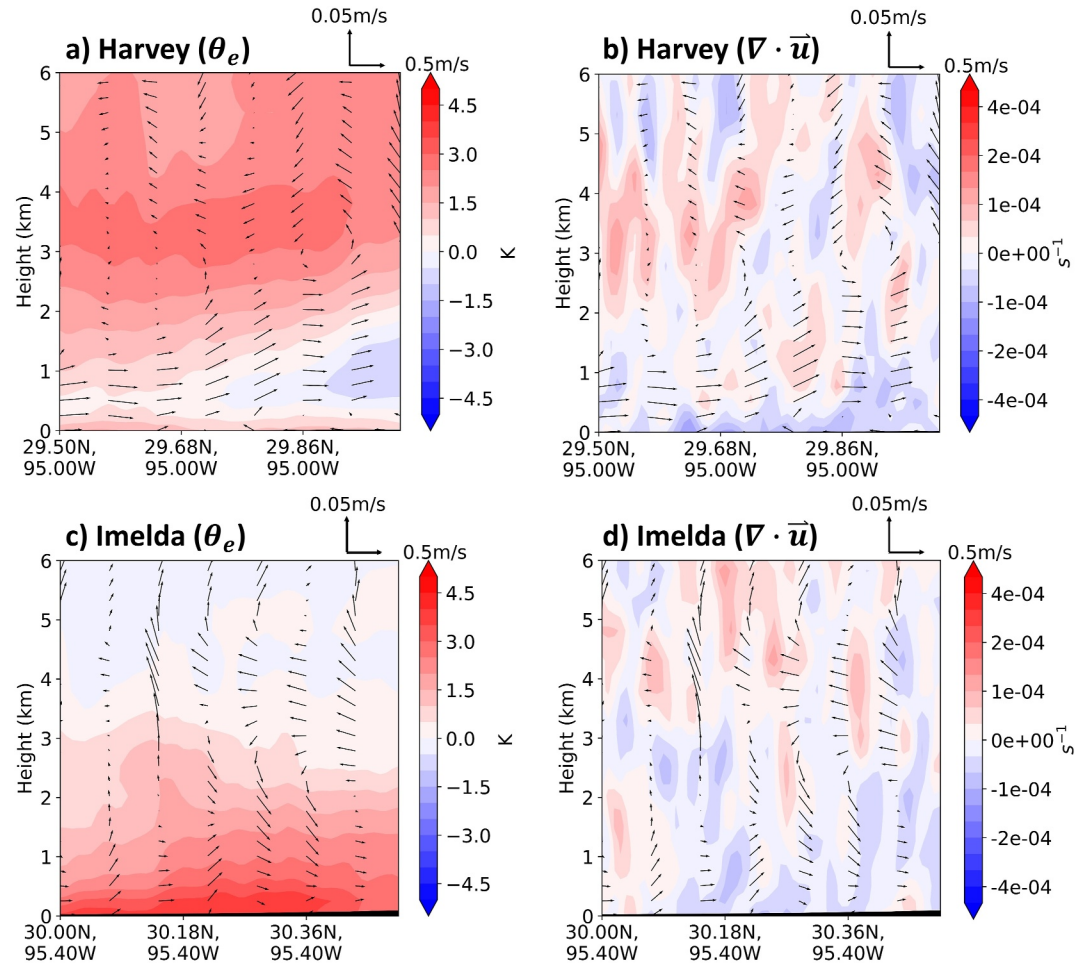 0.05m/s
a) Harvey (θₑ)
0.5m/s
6
5
4
3
2
1
0
Height (km)
29.50N,
95.00W
29.68N,
95.00W
29.86N,
95.00W
4.5
3.0
1.5
0.0
−1.5
−3.0
−4.5
K
0.05m/s
b) Harvey (∇ · u⃗)
0.5m/s
6
5
4
3
2
1
0
Height (km)
29.50N,
95.00W
29.68N,
95.00W
29.86N,
95.00W
4e-04
2e-04
1e-04
0e+00
-1e-04
-2e-04
-4e-04
s⁻¹
0.05m/s
c) Imelda (θₑ)
0.5m/s
6
5
4
3
2
1
0
Height (km)
30.00N,
95.40W
30.18N,
95.40W
30.36N,
95.40W
4.5
3.0
1.5
0.0
−1.5
−3.0
−4.5
K
0.05m/s
d) Imelda (∇ · u⃗)
0.5m/s
6
5
4
3
2
1
0
Height (km)
30.00N,
95.40W
30.18N,
95.40W
30.36N,
95.40W
4e-04
2e-04
1e-04
0e+00
-1e-04
-2e-04
-4e-04
s⁻¹